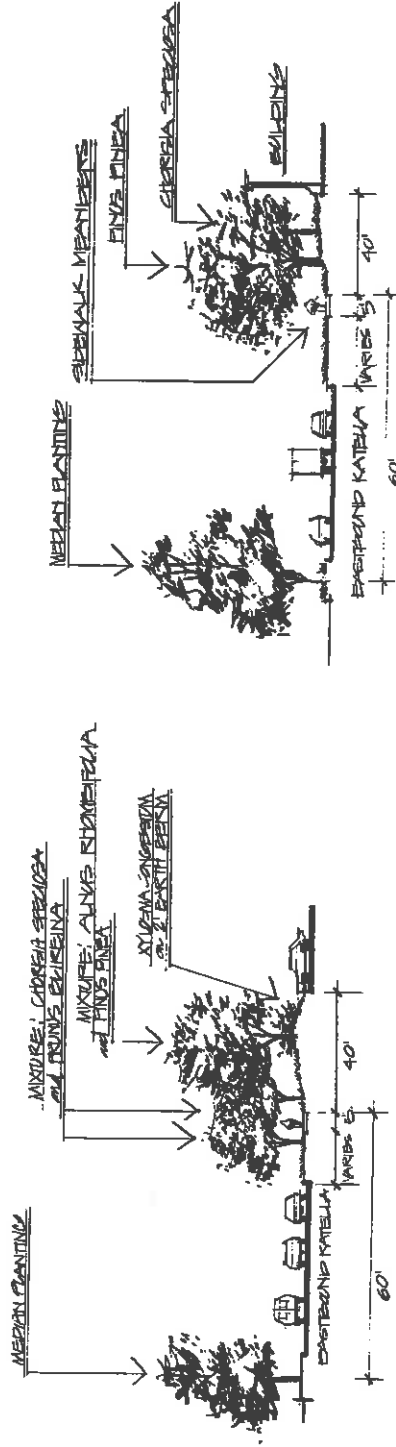 MEDIAN PLANTING
MIXTURE: CHORISIA SPECIOSA
and PRUNUS BLIREINA
MIXTURE: ALNUS RHOMBIFOLIA
and PINUS PINEA
XYLOSMA CONGESTUM
on 2' EARTH BERM
EASTBOUND KATELLA
VARIES
5'
40'
60'
MEDIAN PLANTING
SIDEWALK MEANDERS
PINUS PINEA
CHORISIA SPECIOSA
BUILDING
EASTBOUND KATELLA
VARIES
5'
40'
60'